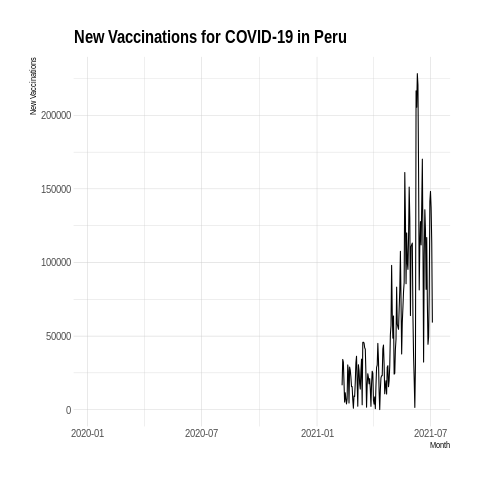 New Vaccinations for COVID-19 in Peru
New Vaccinations
200000
150000
100000
50000
0
2020-01 2020-07 2021-01 2021-07
Month